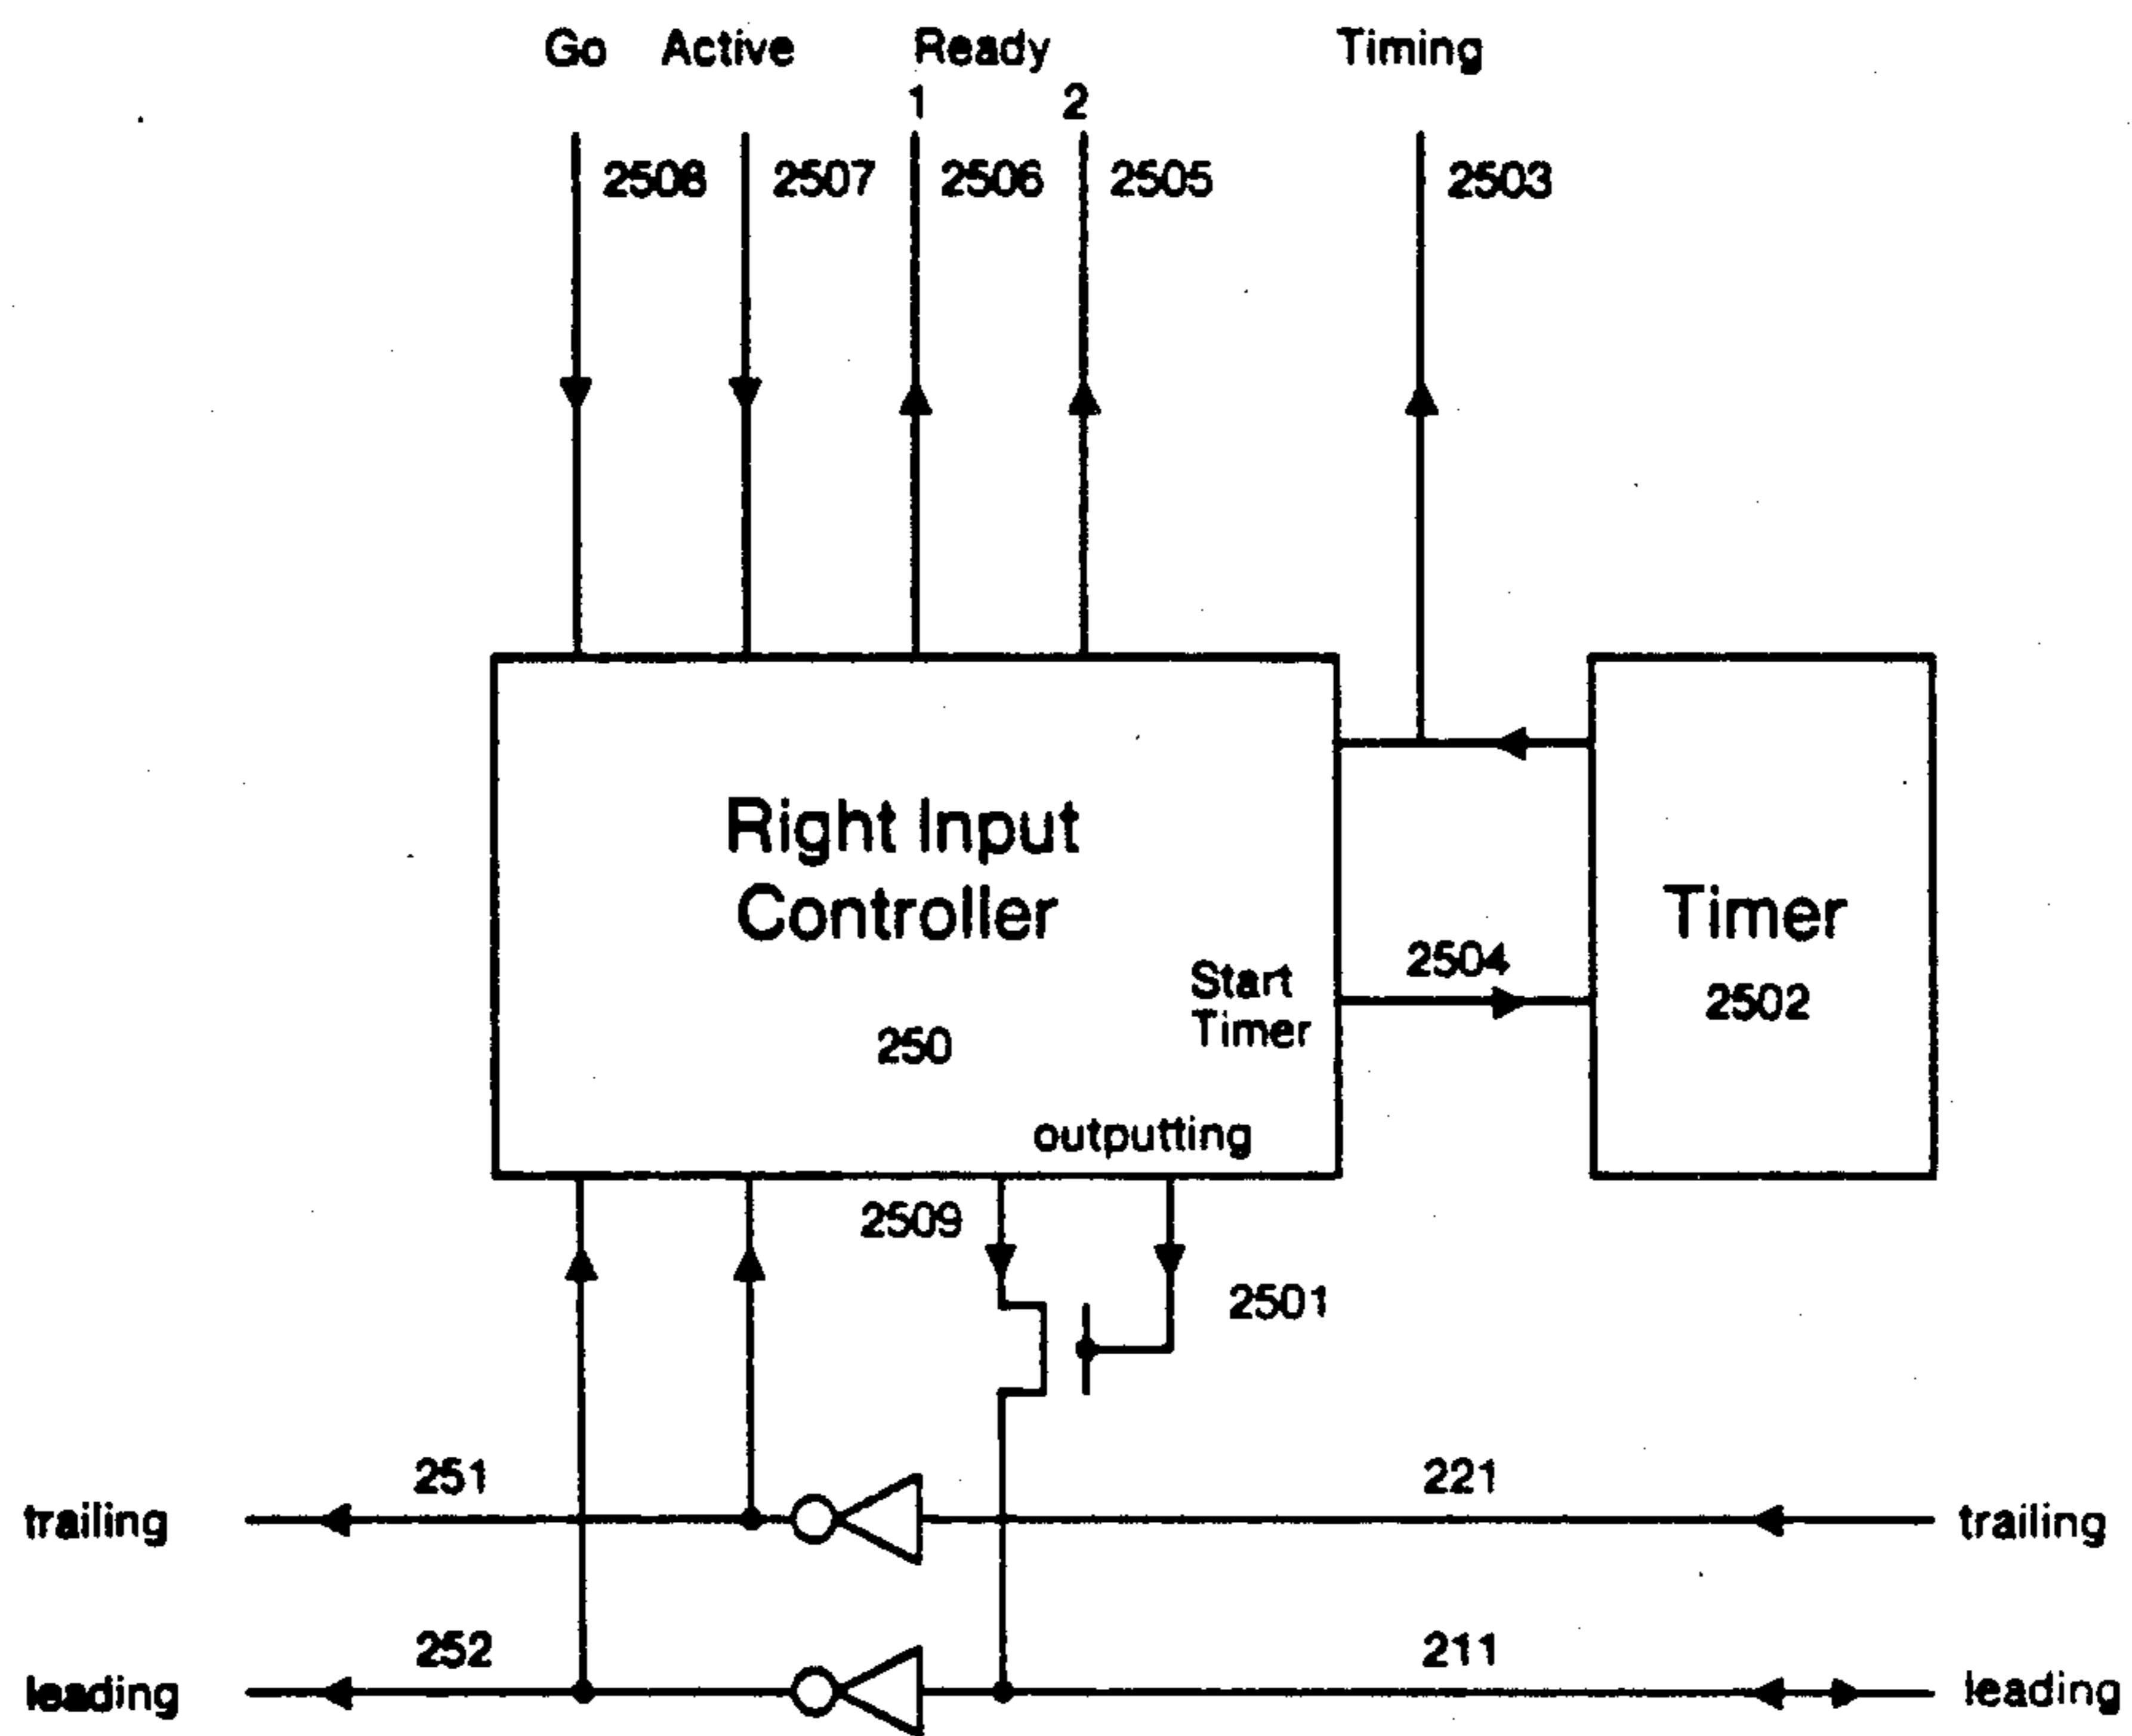 Go Active Ready Timing
1 2
2508 2507 2506 2505 2503
Right Input
Controller
250
Start
Timer
2504
Timer
2502
outputting
2509
2501
trailing 251 221 trailing
leading 252 211 leading